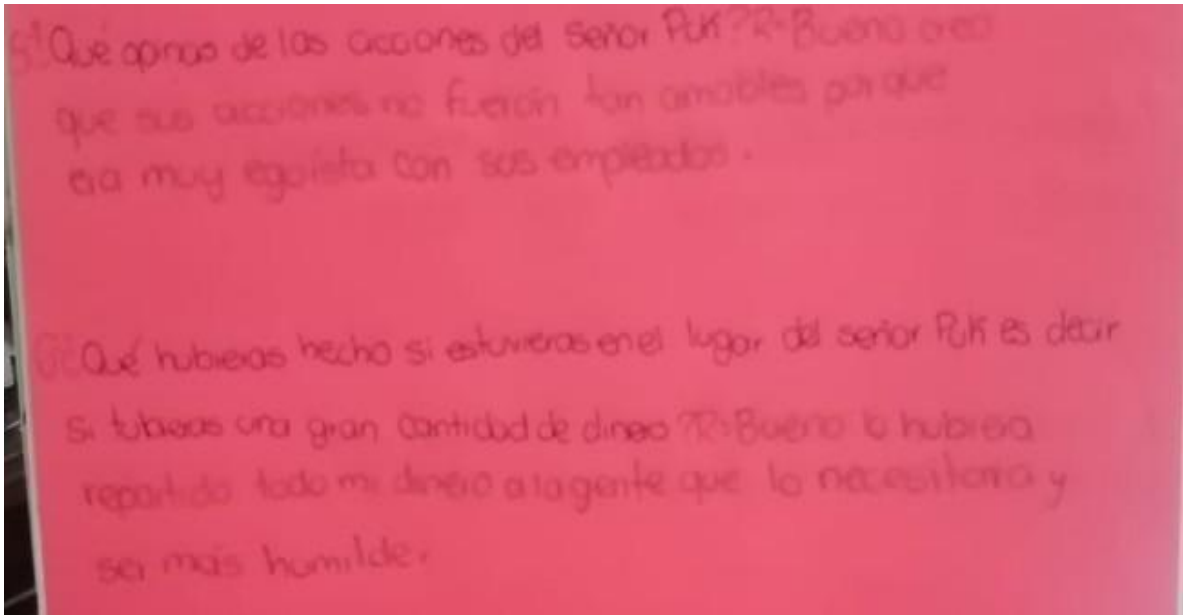 5¿Qué opinas de las acciones del señor Puk? R=Bueno creo
que sus acciones no fueron tan amables porque
era muy egoísta con sus empleados.
¿Qué hubieras hecho si estuvieras en el lugar del señor Puk es decir
si tubieras una gran cantidad de dinero? R=Bueno lo hubiera
repartido todo mi dinero a la gente que lo necesitara y
ser más humilde.